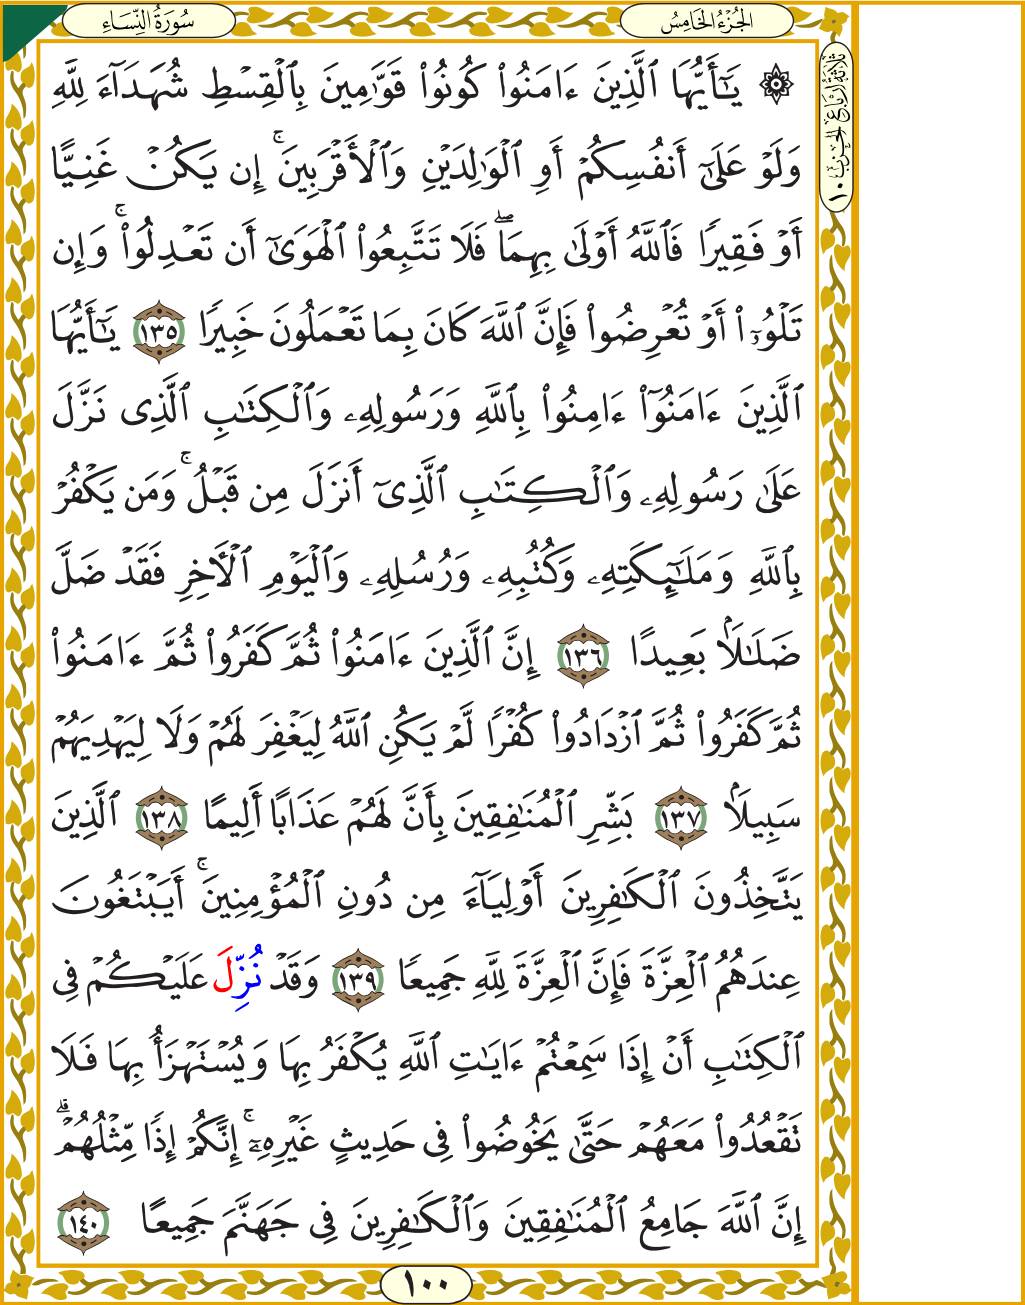 سُورَةُ النِّسَاءِ
الجُزْءُ الخَامِسُ
ثلاثة أرباع الحزب ١٠
۞ يَٰٓأَيُّهَا ٱلَّذِينَ ءَامَنُوا۟ كُونُوا۟ قَوَّٰمِينَ بِٱلْقِسْطِ شُهَدَآءَ لِلَّهِ
وَلَوْ عَلَىٰٓ أَنفُسِكُمْ أَوِ ٱلْوَٰلِدَيْنِ وَٱلْأَقْرَبِينَ ۚ إِن يَكُنْ غَنِيًّا
أَوْ فَقِيرًا فَٱللَّهُ أَوْلَىٰ بِهِمَا ۖ فَلَا تَتَّبِعُوا۟ ٱلْهَوَىٰٓ أَن تَعْدِلُوا۟ ۚ وَإِن
تَلْوُۥٓا۟ أَوْ تُعْرِضُوا۟ فَإِنَّ ٱللَّهَ كَانَ بِمَا تَعْمَلُونَ خَبِيرًا ١٣٥ يَٰٓأَيُّهَا
ٱلَّذِينَ ءَامَنُوٓا۟ ءَامِنُوا۟ بِٱللَّهِ وَرَسُولِهِۦ وَٱلْكِتَٰبِ ٱلَّذِى نَزَّلَ
عَلَىٰ رَسُولِهِۦ وَٱلْكِتَٰبِ ٱلَّذِىٓ أَنزَلَ مِن قَبْلُ ۚ وَمَن يَكْفُرْ
بِٱللَّهِ وَمَلَٰٓئِكَتِهِۦ وَكُتُبِهِۦ وَرُسُلِهِۦ وَٱلْيَوْمِ ٱلْءَاخِرِ فَقَدْ ضَلَّ
ضَلَٰلًۢا بَعِيدًا ١٣٦ إِنَّ ٱلَّذِينَ ءَامَنُوا۟ ثُمَّ كَفَرُوا۟ ثُمَّ ءَامَنُوا۟
ثُمَّ كَفَرُوا۟ ثُمَّ ٱزْدَادُوا۟ كُفْرًا لَّمْ يَكُنِ ٱللَّهُ لِيَغْفِرَ لَهُمْ وَلَا لِيَهْدِيَهُمْ
سَبِيلًۢا ١٣٧ بَشِّرِ ٱلْمُنَٰفِقِينَ بِأَنَّ لَهُمْ عَذَابًا أَلِيمًا ١٣٨ ٱلَّذِينَ
يَتَّخِذُونَ ٱلْكَٰفِرِينَ أَوْلِيَآءَ مِن دُونِ ٱلْمُؤْمِنِينَ ۚ أَيَبْتَغُونَ
عِندَهُمُ ٱلْعِزَّةَ فَإِنَّ ٱلْعِزَّةَ لِلَّهِ جَمِيعًا ١٣٩ وَقَدْ نُزِّلَ عَلَيْكُمْ فِى
ٱلْكِتَٰبِ أَنْ إِذَا سَمِعْتُمْ ءَايَٰتِ ٱللَّهِ يُكْفَرُ بِهَا وَيُسْتَهْزَأُ بِهَا فَلَا
تَقْعُدُوا۟ مَعَهُمْ حَتَّىٰ يَخُوضُوا۟ فِى حَدِيثٍ غَيْرِهِۦٓ ۚ إِنَّكُمْ إِذًا مِّثْلُهُمْ ۗ
إِنَّ ٱللَّهَ جَامِعُ ٱلْمُنَٰفِقِينَ وَٱلْكَٰفِرِينَ فِى جَهَنَّمَ جَمِيعًا ١٤٠
١٠٠